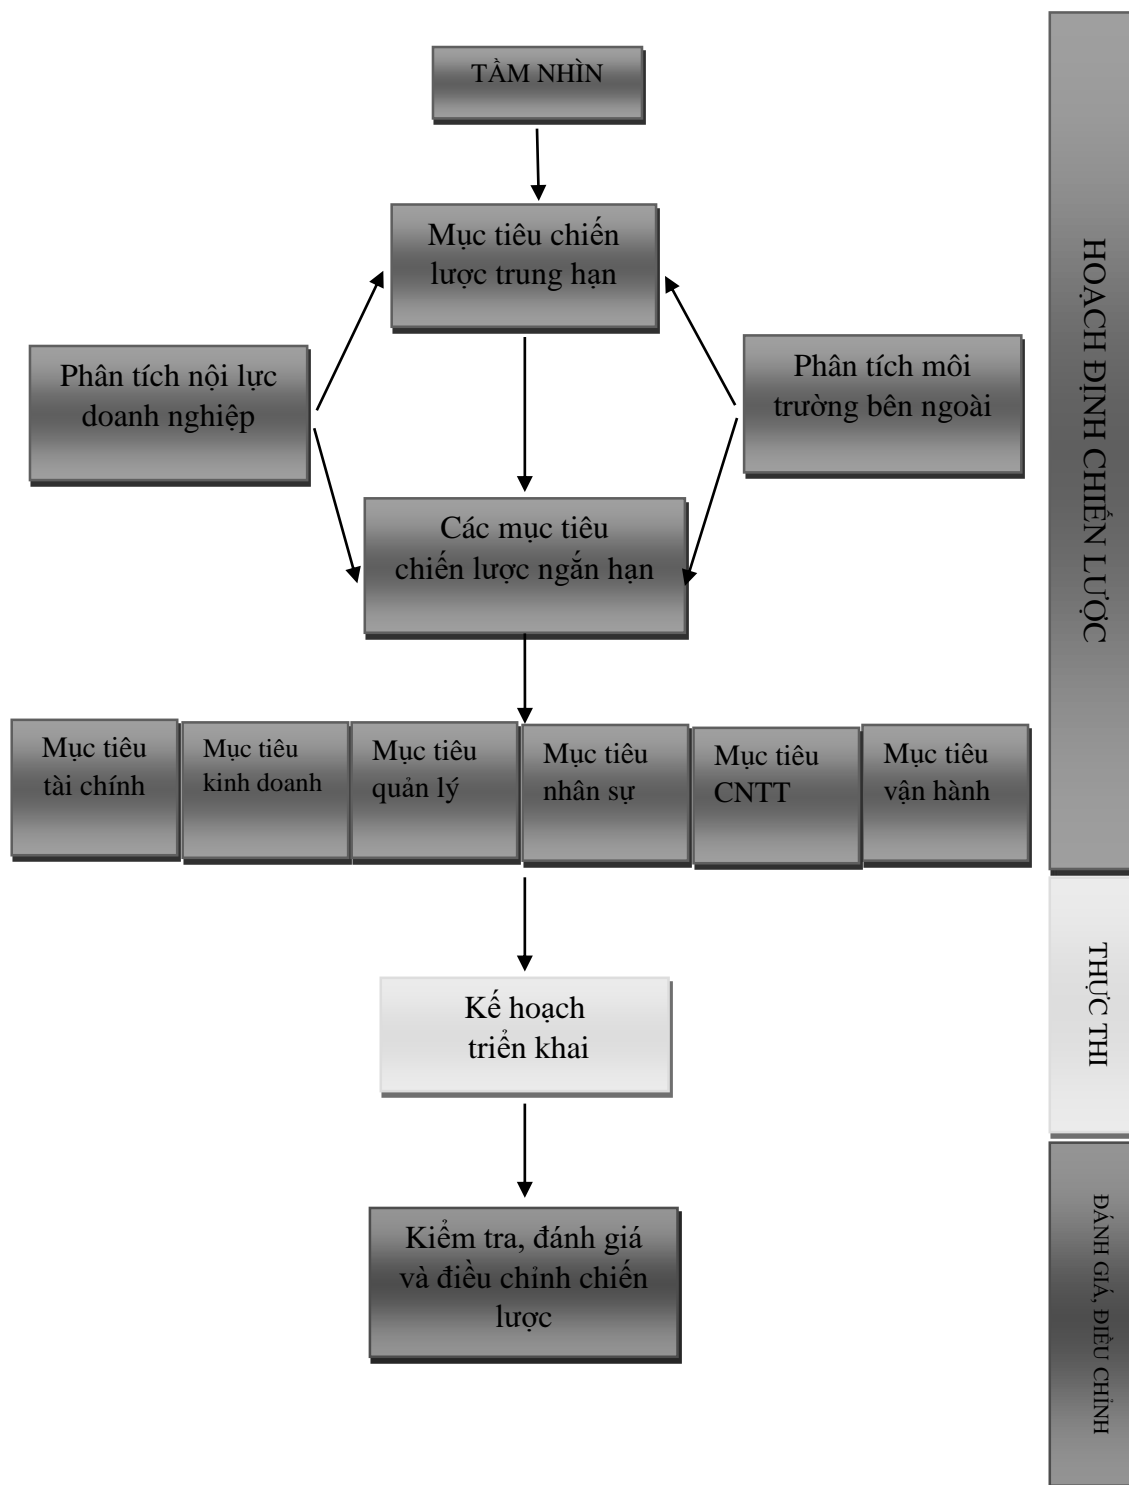 TẦM NHÌN
Mục tiêu chiến
lược trung hạn
Phân tích nội lực
doanh nghiệp
Phân tích môi
trường bên ngoài
Các mục tiêu
chiến lược ngắn hạn
Mục tiêu
tài chính
Mục tiêu
kinh doanh
Mục tiêu
quản lý
Mục tiêu
nhân sự
Mục tiêu
CNTT
Mục tiêu
vận hành
Kế hoạch
triển khai
Kiểm tra, đánh giá
và điều chỉnh chiến
lược
HOẠCH ĐỊNH CHIẾN LƯỢC
THỰC THI
ĐÁNH GIÁ, ĐIỀU CHỈNH